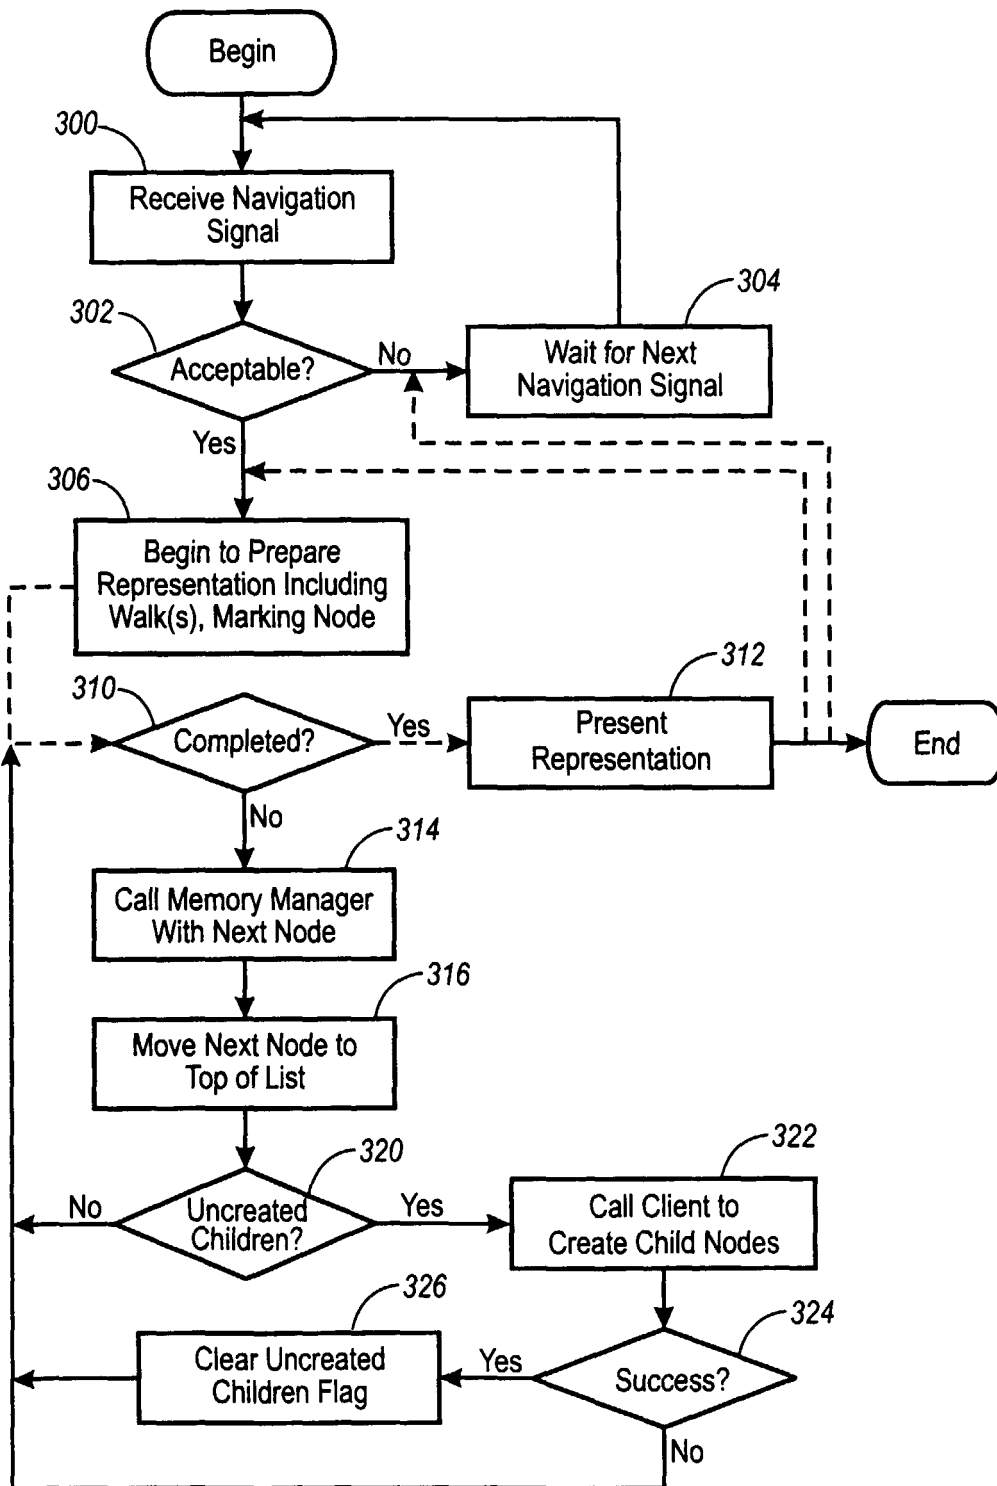 Begin
300
Receive Navigation
Signal
302
Acceptable?
No
304
Wait for Next
Navigation Signal
Yes
306
Begin to Prepare
Representation Including
Walk(s), Marking Node
310
Completed?
Yes
312
Present
Representation
End
No
314
Call Memory Manager
With Next Node
316
Move Next Node to
Top of List
320
Uncreated
Children?
No
Yes
322
Call Client to
Create Child Nodes
324
Success?
Yes
326
Clear Uncreated
Children Flag
No